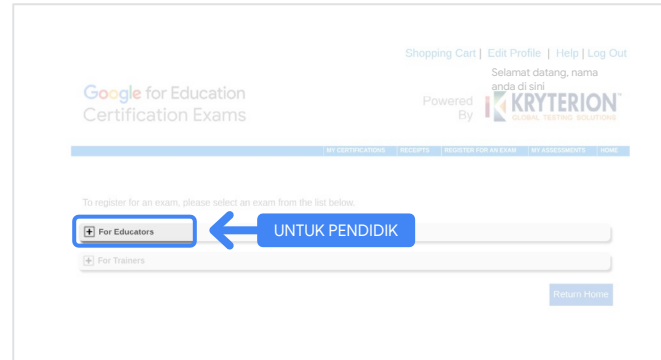 Shopping Cart | Edit Profile | Help | Log Out
Selamat datang, nama
anda di sini
Google for Education
Certification Exams
Powered
By
KRYTERION™
GLOBAL TESTING SOLUTIONS
| MY CERTIFICATIONS | RECEIPTS | REGISTER FOR AN EXAM | MY ASSESSMENTS | HOME
To register for an exam, please select an exam from the list below.
For Educators
UNTUK PENDIDIK
For Trainers
Return Home